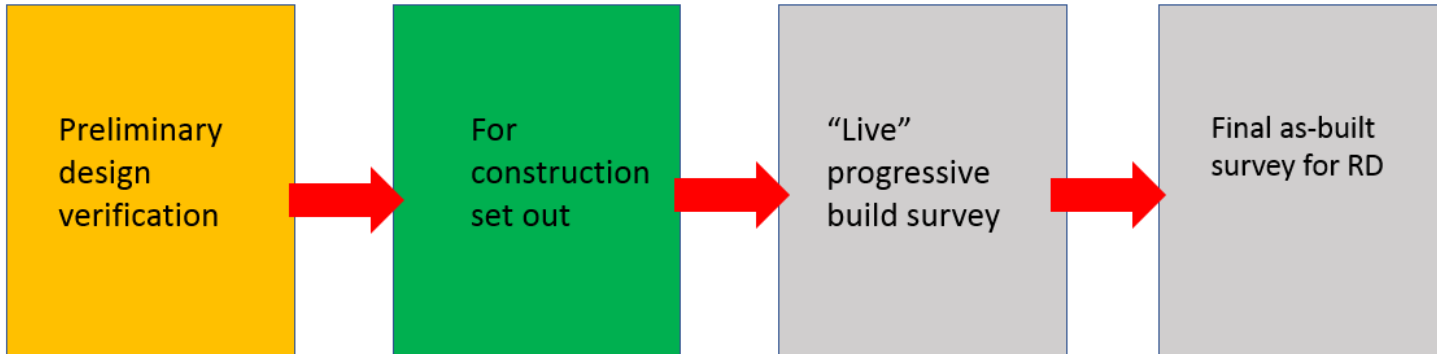 Preliminary
design
verification
For
construction
set out
“Live”
progressive
build survey
Final as-built
survey for RD